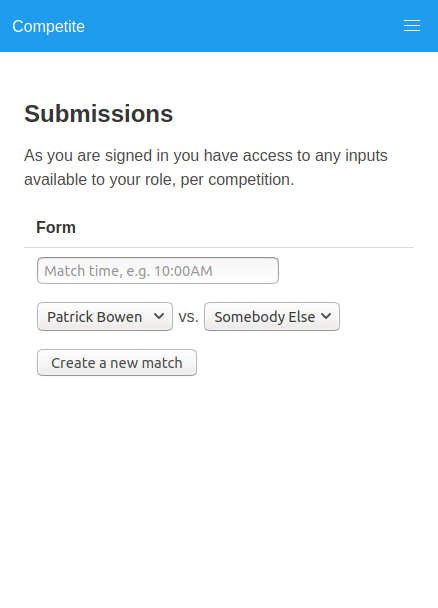 Competite
Submissions
As you are signed in you have access to any inputs
available to your role, per competition.
Form
Match time, e.g. 10:00AM
Patrick Bowen vs. Somebody Else
Create a new match